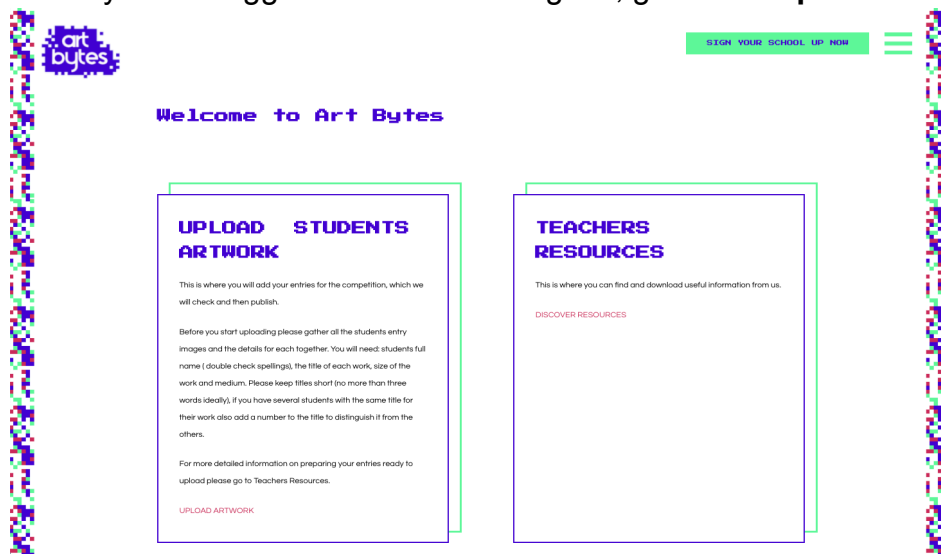 art
bytes
SIGN YOUR SCHOOL UP NOW
Welcome to Art Bytes
UPLOAD STUDENTS
ARTWORK
This is where you will add your entries for the competition, which we
will check and then publish.
Before you start uploading please gather all the students entry
images and the details for each together. You will need: students full
name ( double check spellings), the title of each work, size of the
work and medium. Please keep titles short (no more than three
words ideally), if you have several students with the same title for
their work also add a number to the title to distinguish it from the
others.
For more detailed information on preparing your entries ready to
upload please go to Teachers Resources.
UPLOAD ARTWORK
TEACHERS
RESOURCES
This is where you can find and download useful information from us.
DISCOVER RESOURCES